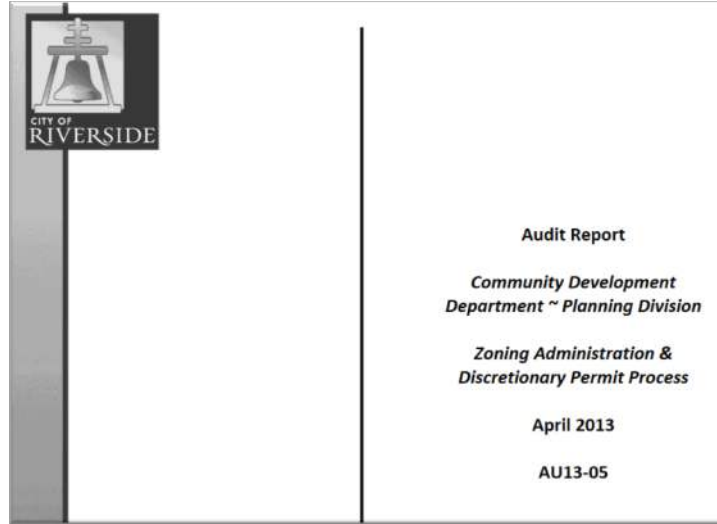 CITY OF
RIVERSIDE
Audit Report
Community Development
Department ~ Planning Division
Zoning Administration &
Discretionary Permit Process
April 2013
AU13-05